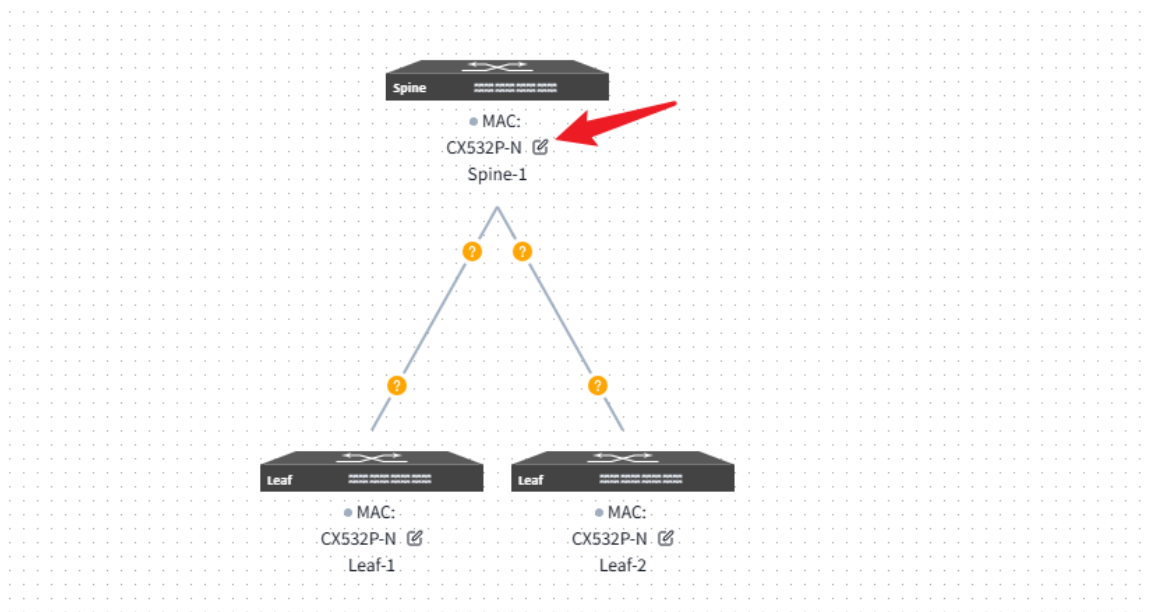 Spine
MAC:
CX532P-N
Spine-1
? ?
? ?
Leaf Leaf
MAC: MAC:
CX532P-N CX532P-N
Leaf-1 Leaf-2